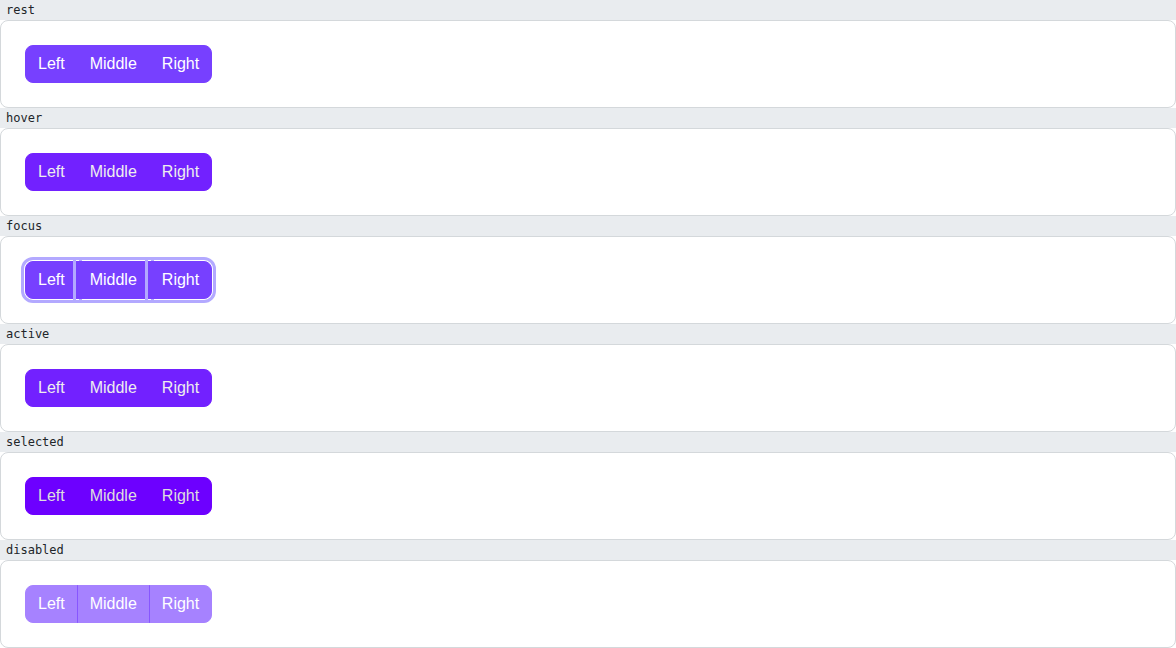 rest
Left Middle Right
hover
Left Middle Right
focus
Left Middle Right
active
Left Middle Right
selected
Left Middle Right
disabled
Left Middle Right